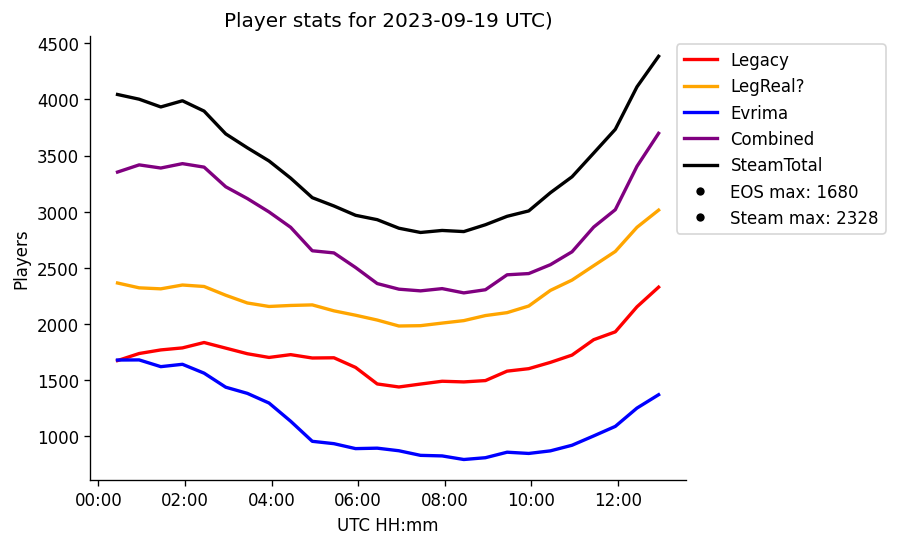 Player stats for 2023-09-19 UTC)
4500
4000
3500
3000
2500
2000
1500
1000
Players
00:00 02:00 04:00 06:00 08:00 10:00 12:00
UTC HH:mm
Legacy
LegReal?
Evrima
Combined
SteamTotal
EOS max: 1680
Steam max: 2328